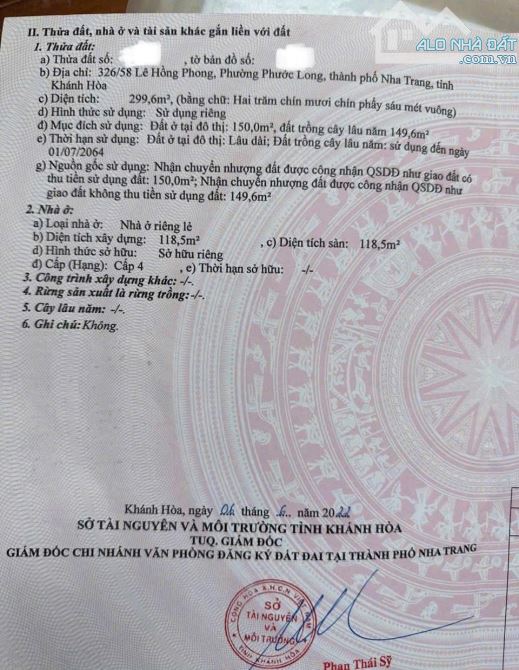 ALO NHÀ ĐẤT
.com.vn
II. Thửa đất, nhà ở và tài sản khác gắn liền với đất
1. Thửa đất:
a) Thửa đất số: , tờ bản đồ số:
b) Địa chỉ: 326/58 Lê Hồng Phong, Phường Phước Long, thành phố Nha Trang, tỉnh
Khánh Hòa
c) Diện tích: 299,6m², (bằng chữ: Hai trăm chín mươi chín phẩy sáu mét vuông)
d) Hình thức sử dụng: Sử dụng riêng
đ) Mục đích sử dụng: Đất ở tại đô thị: 150,0m², đất trồng cây lâu năm 149,6m²
e) Thời hạn sử dụng: Đất ở tại đô thị: Lâu dài; Đất trồng cây lâu năm: sử dụng đến ngày
01/07/2064
g) Nguồn gốc sử dụng: Nhận chuyển nhượng đất được công nhận QSDĐ như giao đất có
thu tiền sử dụng đất: 150,0m²; Nhận chuyển nhượng đất được công nhận QSDĐ như
giao đất không thu tiền sử dụng đất: 149,6m²
2. Nhà ở:
a) Loại nhà ở: Nhà ở riêng lẻ
b) Diện tích xây dựng: 118,5m² , c) Diện tích sàn: 118,5m²
d) Hình thức sở hữu: Sở hữu riêng
đ) Cấp (Hạng): Cấp 4 , e) Thời hạn sở hữu: -/-
3. Công trình xây dựng khác: -/-.
4. Rừng sản xuất là rừng trồng:-/-.
5. Cây lâu năm: -/-.
6. Ghi chú: Không.
Khánh Hòa, ngày 06 tháng .6.. năm 2022
SỞ TÀI NGUYÊN VÀ MÔI TRƯỜNG TỈNH KHÁNH HÒA
TUQ. GIÁM ĐỐC
GIÁM ĐỐC CHI NHÁNH VĂN PHÒNG ĐĂNG KÝ ĐẤT ĐAI TẠI THÀNH PHỐ NHA TRANG
CỘNG HÒA X.H.C.N VIỆT NAM
SỞ
TÀI NGUYÊN
VÀ
MÔI TRƯỜNG
TỈNH KHÁNH HÒA
Phan Thái Sỹ